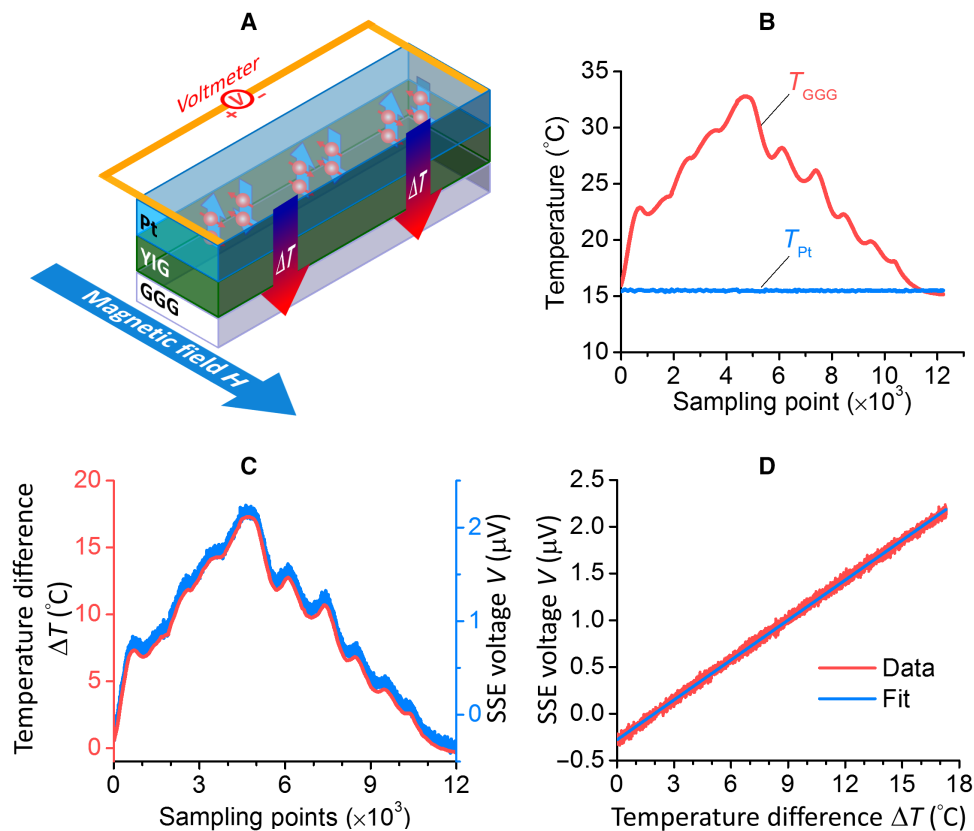 A
Voltmeter
V
+ -
Pt
YIG
GGG
ΔT
ΔT
Magnetic field H
B
Temperature (°C)
35
30
25
20
15
10
T_GGG
T_Pt
0 2 4 6 8 10 12
Sampling point (×10³)
C
Temperature difference
ΔT (°C)
20
15
10
5
0
SSE voltage V (μV)
2
1
0
0 3 6 9 12
Sampling points (×10³)
D
SSE voltage V (μV)
2.5
2.0
1.5
1.0
0.5
0.0
−0.5
Data
Fit
0 3 6 9 12 15 18
Temperature difference ΔT (°C)